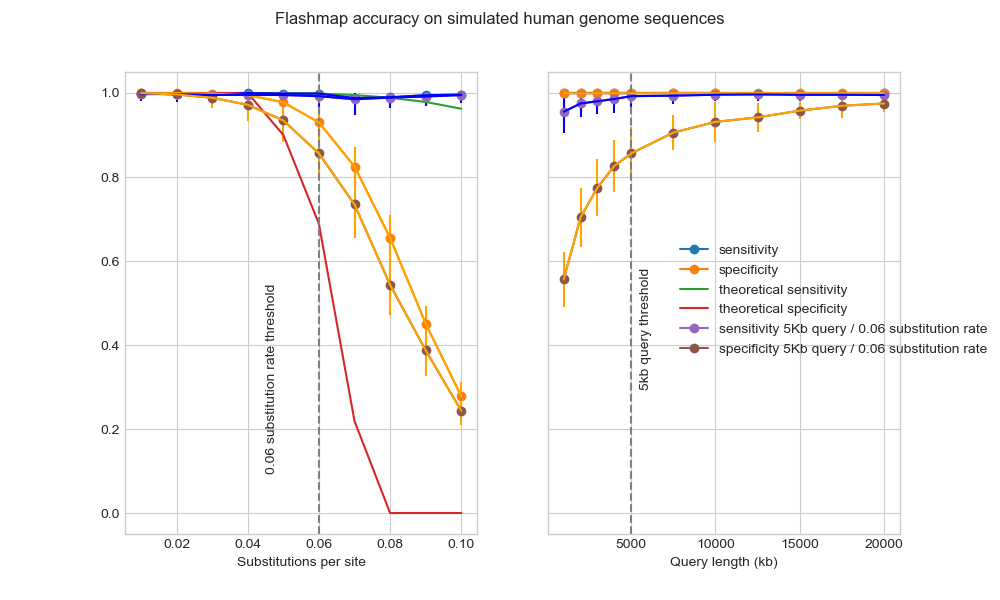 Flashmap accuracy on simulated human genome sequences
1.0
0.8
0.6
0.4
0.2
0.0
0.06 substitution rate threshold
0.02
0.04
0.06
0.08
0.10
Substitutions per site
5kb query threshold
sensitivity
specificity
theoretical sensitivity
theoretical specificity
sensitivity 5Kb query / 0.06 substitution rate
specificity 5Kb query / 0.06 substitution rate
5000
10000
15000
20000
Query length (kb)